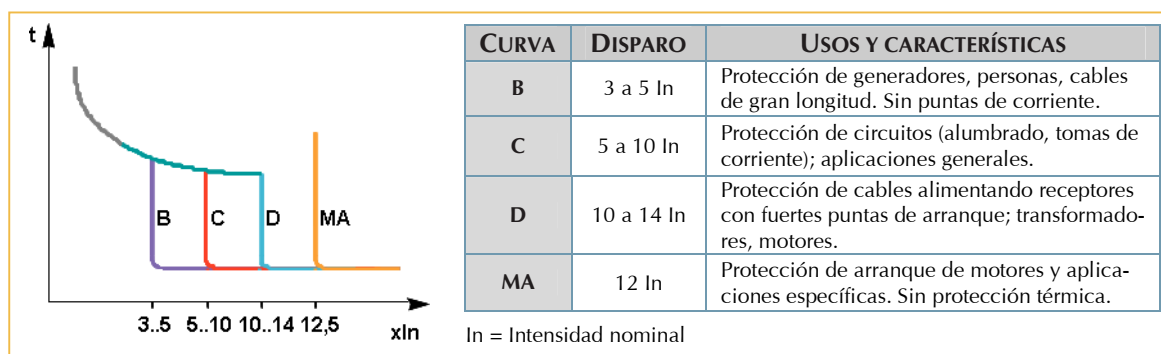 t
B
C
D
MA
3..5 5..10 10..14 12,5
xIn
CURVA DISPARO USOS Y CARACTERÍSTICAS
B 3 a 5 In Protección de generadores, personas, cables
de gran longitud. Sin puntas de corriente.
C 5 a 10 In Protección de circuitos (alumbrado, tomas de
corriente); aplicaciones generales.
D 10 a 14 In Protección de cables alimentando receptores
con fuertes puntas de arranque; transformado-
res, motores.
MA 12 In Protección de arranque de motores y aplica-
ciones específicas. Sin protección térmica.
In = Intensidad nominal